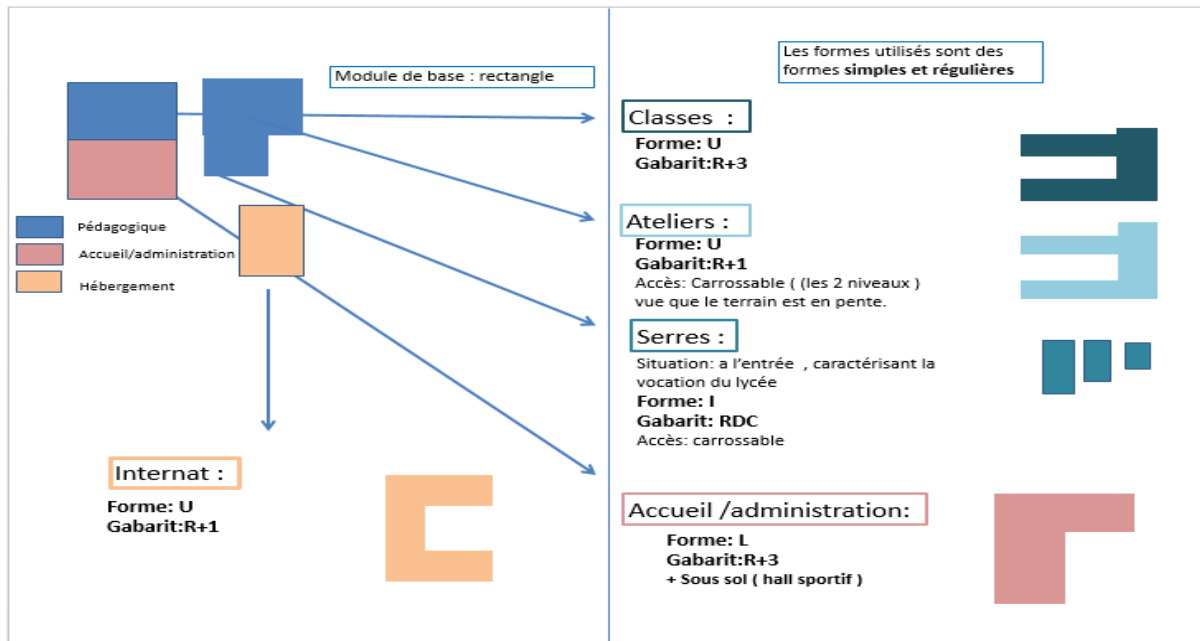 Module de base : rectangle
Pédagogique
Accueil/administration
Hébergement
Internat :
Forme: U
Gabarit:R+1
Les formes utilisés sont des
formes simples et régulières
Classes :
Forme: U
Gabarit:R+3
Ateliers :
Forme: U
Gabarit:R+1
Accès: Carrossable ( (les 2 niveaux )
vue que le terrain est en pente.
Serres :
Situation: a l’entrée , caractérisant la
vocation du lycée
Forme: I
Gabarit: RDC
Accès: carrossable
Accueil /administration:
Forme: L
Gabarit:R+3
+ Sous sol ( hall sportif )